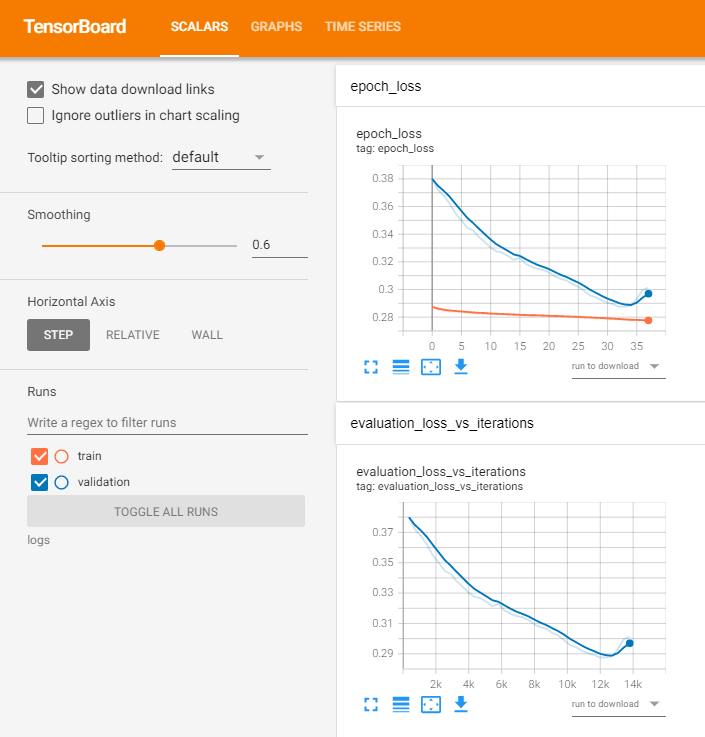 TensorBoard SCALARS GRAPHS TIME SERIES
Show data download links
Ignore outliers in chart scaling
Tooltip sorting method: default
Smoothing
0.6
Horizontal Axis
STEP RELATIVE WALL
Runs
Write a regex to filter runs
train
validation
TOGGLE ALL RUNS
logs
epoch_loss
epoch_loss
tag: epoch_loss
0.38
0.36
0.34
0.32
0.3
0.28
0 5 10 15 20 25 30 35
run to download
evaluation_loss_vs_iterations
evaluation_loss_vs_iterations
tag: evaluation_loss_vs_iterations
0.37
0.35
0.33
0.31
0.29
2k 4k 6k 8k 10k 12k 14k
run to download